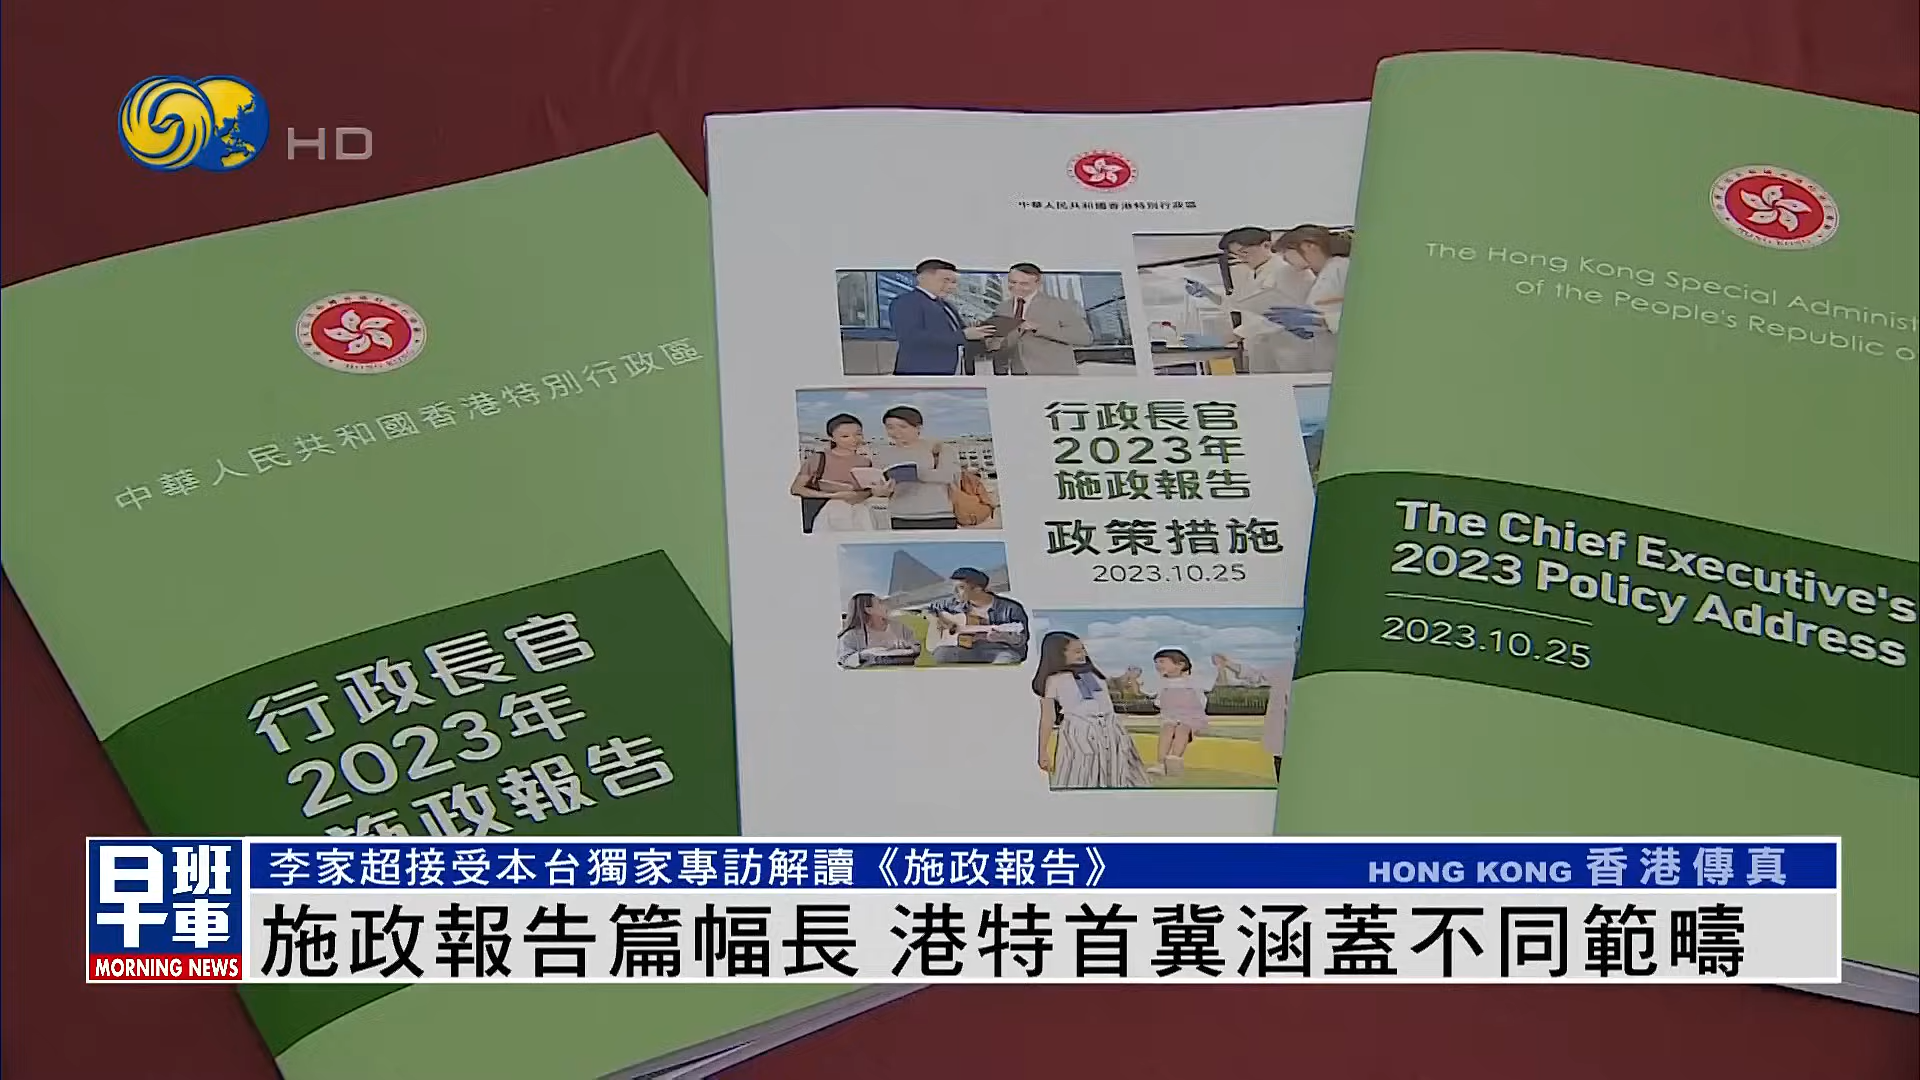 HD
中華人民共和國香港特別行政區
行政長官
2023年
施政報告
中華人民共和國香港特別行政區
行政長官
2023年
施政報告
政策措施
2023.10.25
HONG KONG
The Hong Kong Special Administ
of the People's Republic o
The Chief Executive's
2023 Policy Address
2023.10.25
早班車
MORNING NEWS
李家超接受本台獨家專訪解讀《施政報告》
HONG KONG 香港傳真
施政報告篇幅長 港特首冀涵蓋不同範疇